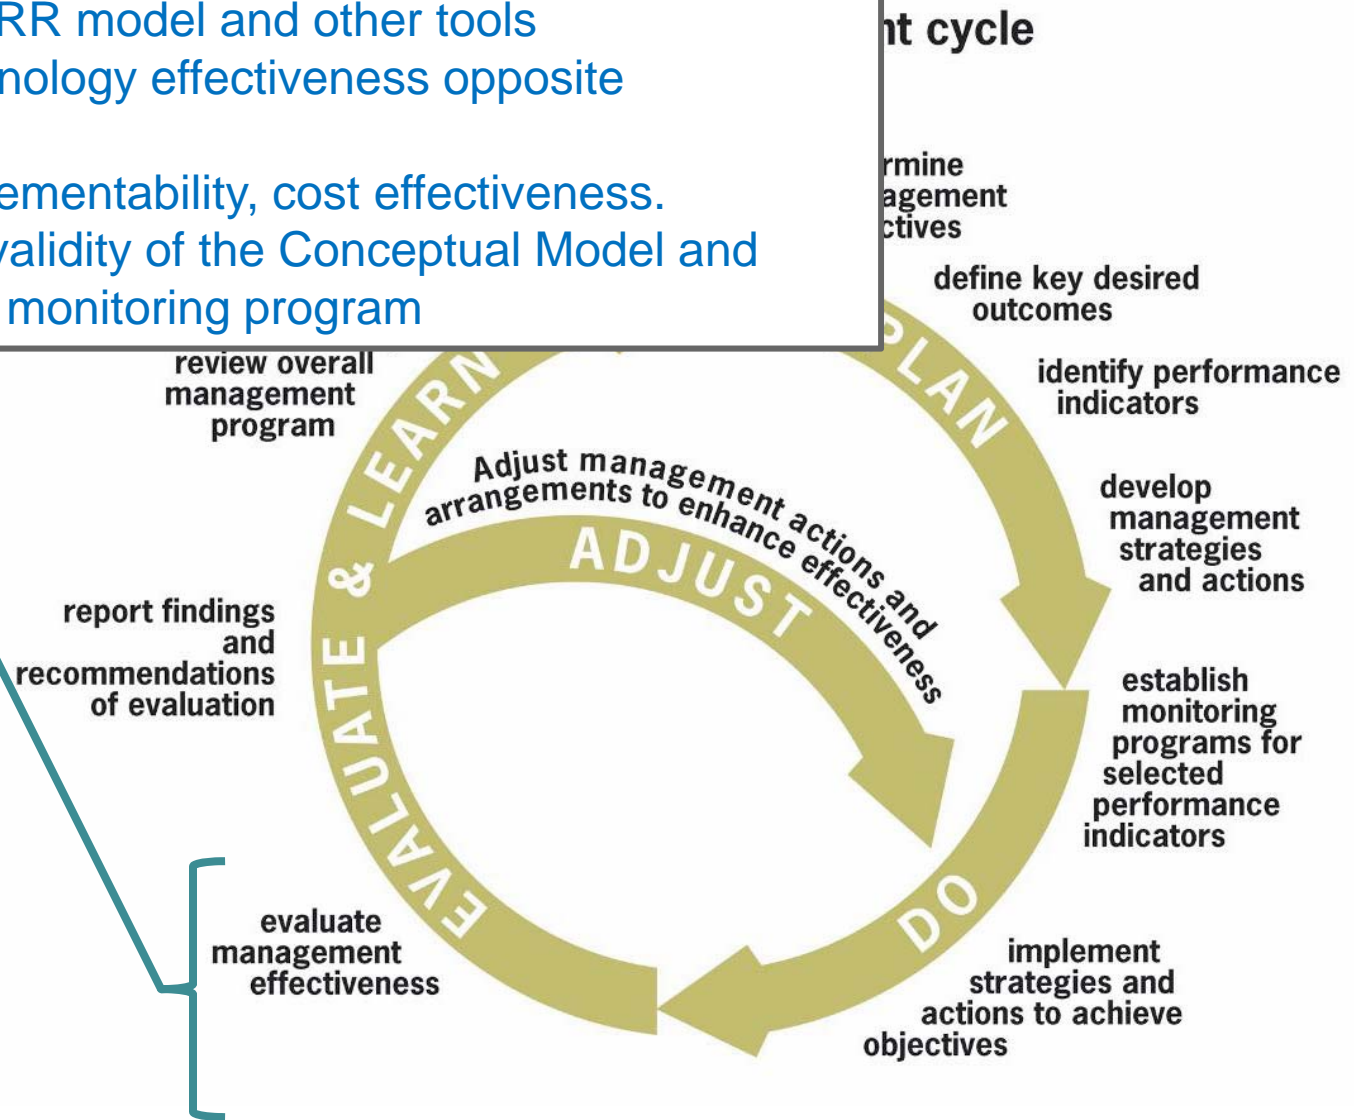 RR model and other tools
nology effectiveness opposite
ementability, cost effectiveness.
validity of the Conceptual Model and
monitoring program
nt cycle
rmine
agement
ctives
define key desired
outcomes
identify performance
indicators
develop
management
strategies
and actions
establish
monitoring
programs for
selected
performance
indicators
implement
strategies and
actions to achieve
objectives
evaluate
management
effectiveness
report findings
and
recommendations
of evaluation
review overall
management
program
PLAN
DO
EVALUATE & LEARN
Adjust management actions and
arrangements to enhance effectiveness
ADJUST